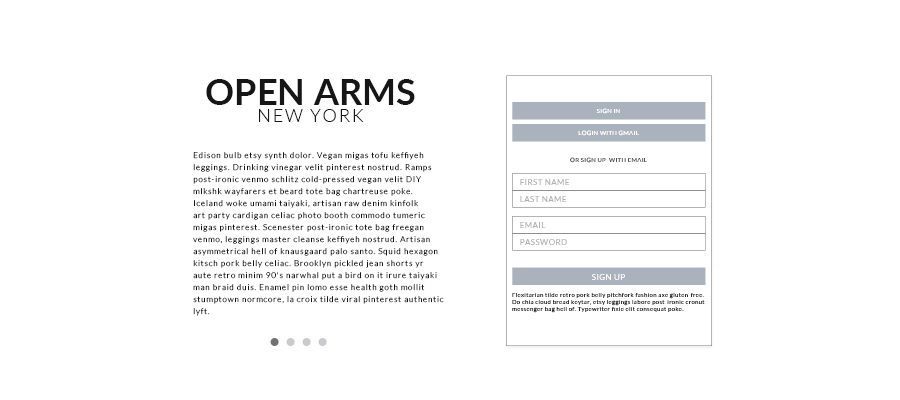 OPEN ARMS
NEW YORK
Edison bulb etsy synth dolor. Vegan migas tofu keffiyeh
leggings. Drinking vinegar velit pinterest nostrud. Ramps
post-ironic venmo schlitz cold-pressed vegan velit DIY
mlkshk wayfarers et beard tote bag chartreuse poke.
Iceland woke umami taiyaki, artisan raw denim kinfolk
art party cardigan celiac photo booth commodo tumeric
migas pinterest. Scenester post-ironic tote bag freegan
venmo, leggings master cleanse keffiyeh nostrud. Artisan
asymmetrical hell of knausgaard palo santo. Squid hexagon
kitsch pork belly celiac. Brooklyn pickled jean shorts yr
aute retro minim 90's narwhal put a bird on it irure taiyaki
man braid duis. Enamel pin lomo esse health goth mollit
stumptown normcore, la croix tilde viral pinterest authentic
lyft.
SIGN IN
LOGIN WITH GMAIL
OR SIGN UP WITH EMAIL
FIRST NAME
LAST NAME
EMAIL
PASSWORD
SIGN UP
Flexitarian tilde retro pork belly pitchfork fashion axe gluten-free.
Do chia cloud bread keytar, etsy leggings labore post-ironic cronut
messenger bag hell of. Typewriter fixie elit consequat poke.